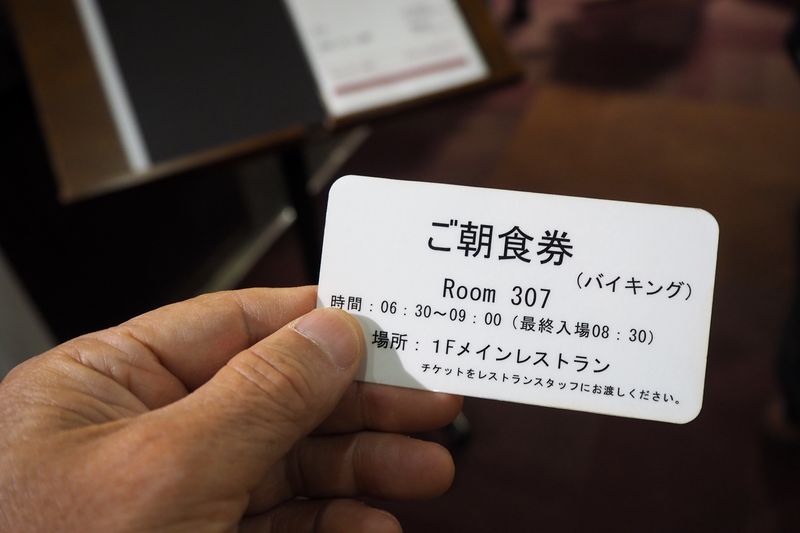 ご朝食券
(バイキング)
Room 307
時間：06：30～09：00（最終入場08：30）
場所：1Fメインレストラン
チケットをレストランスタッフにお渡しください。